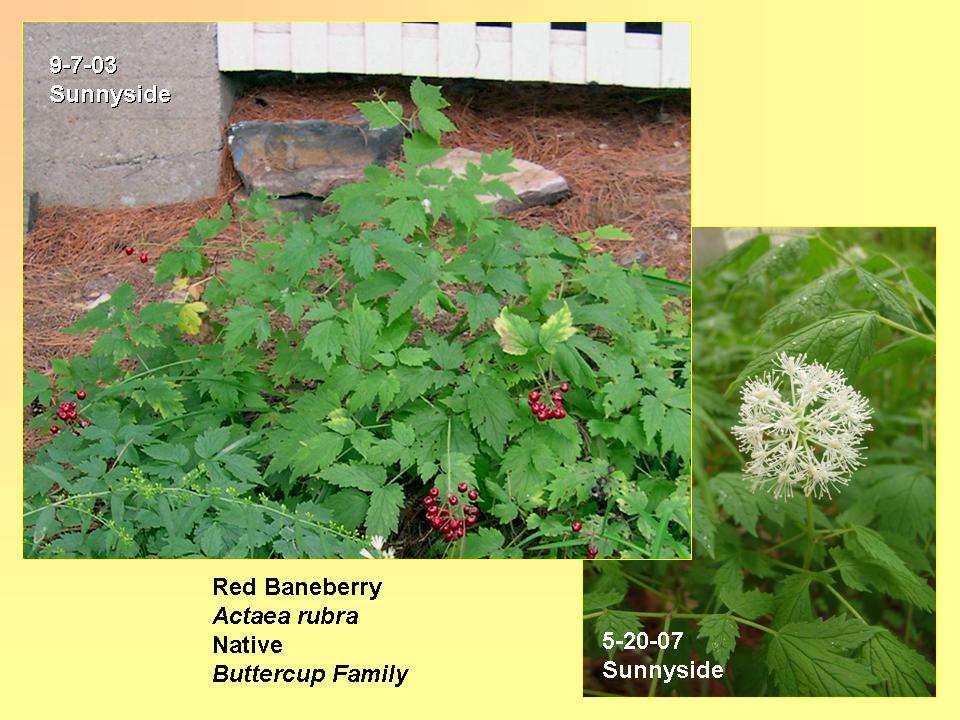 9-7-03
Sunnyside
Red Baneberry
Actaea rubra
Native
Buttercup Family
5-20-07
Sunnyside